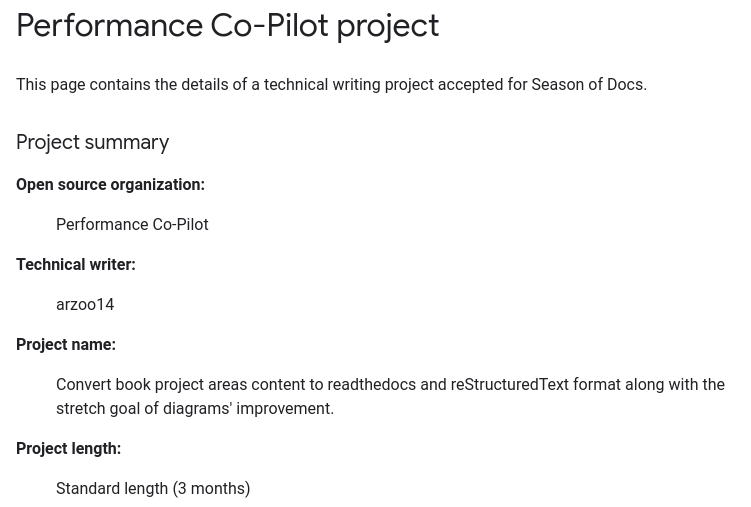 Performance Co-Pilot project
This page contains the details of a technical writing project accepted for Season of Docs.
Project summary
Open source organization:
Performance Co-Pilot
Technical writer:
arzoo14
Project name:
Convert book project areas content to readthedocs and reStructuredText format along with the
stretch goal of diagrams' improvement.
Project length:
Standard length (3 months)